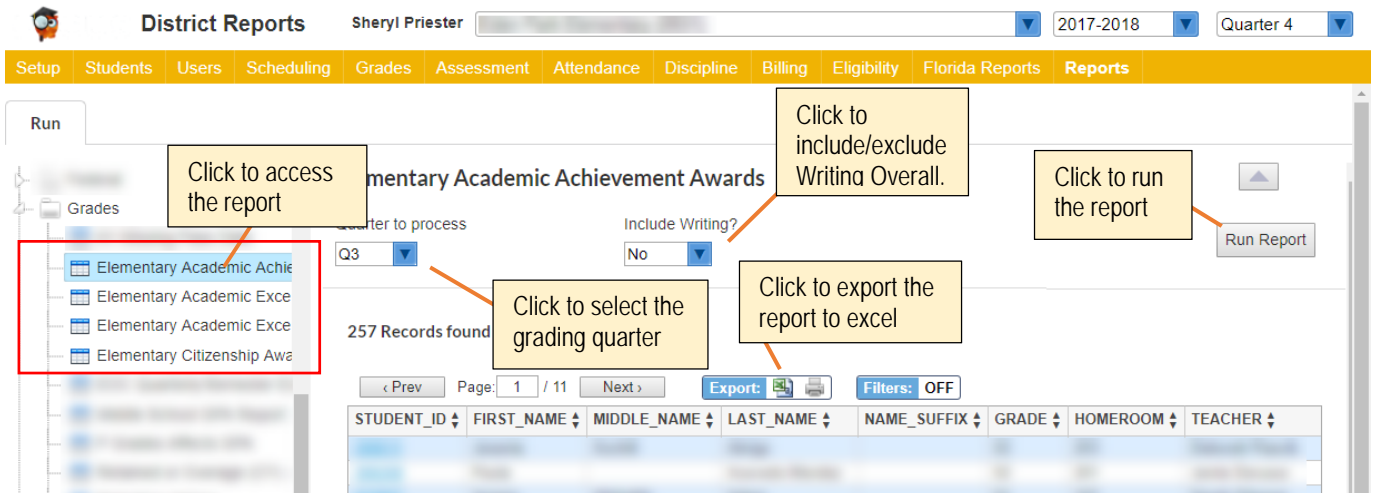 District Reports Sheryl Priester 2017-2018 Quarter 4
Setup Students Users Scheduling Grades Assessment Attendance Discipline Billing Eligibility Florida Reports Reports
Run
Click to access
the report
Click to
include/exclude
Writing Overall.
Click to run
the report
ementary Academic Achievement Awards
Grades
Quarter to process Include Writing?
Q3 No
Run Report
Elementary Academic Achie
Elementary Academic Exce
Elementary Academic Exce
Elementary Citizenship Awa
Click to select the
grading quarter
Click to export the
report to excel
257 Records found
‹ Prev Page: 1 / 11 Next › Export: Filters: OFF
STUDENT_ID FIRST_NAME MIDDLE_NAME LAST_NAME NAME_SUFFIX GRADE HOMEROOM TEACHER